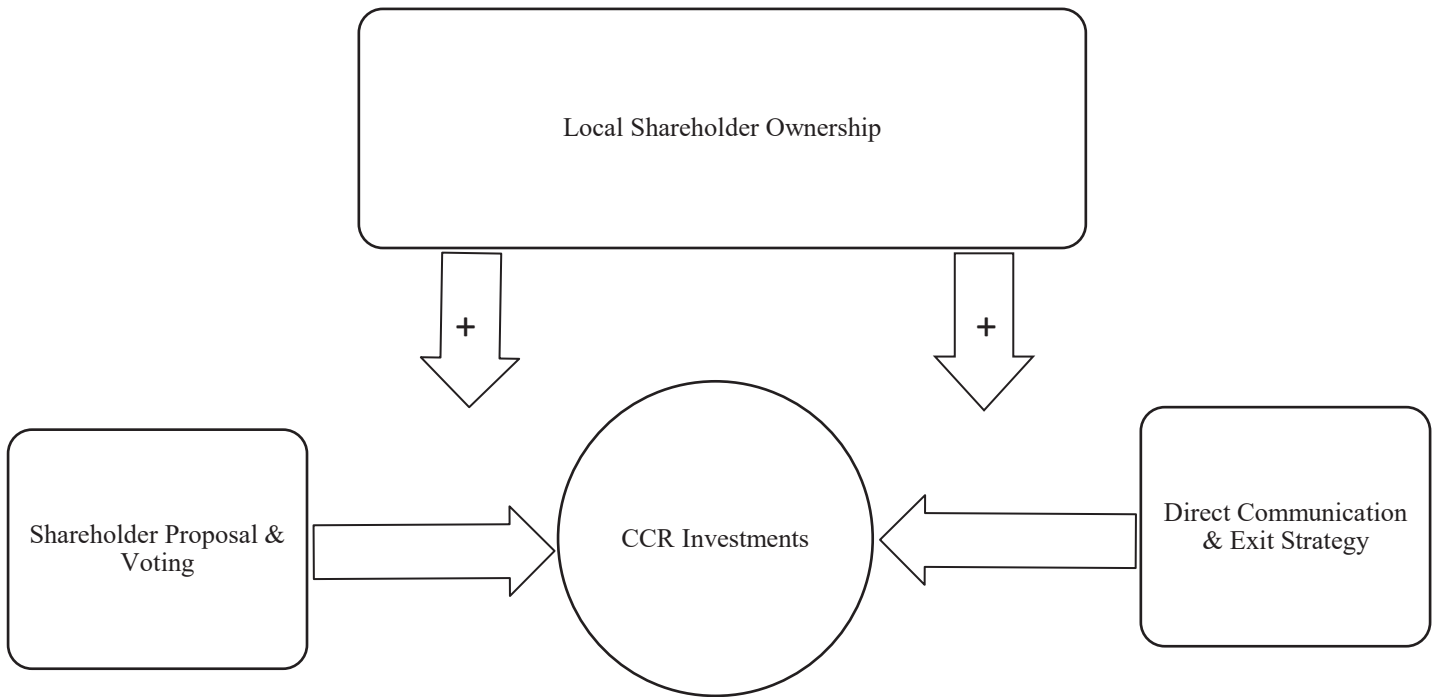 Local Shareholder Ownership
+
+
Shareholder Proposal &
Voting
CCR Investments
Direct Communication
& Exit Strategy